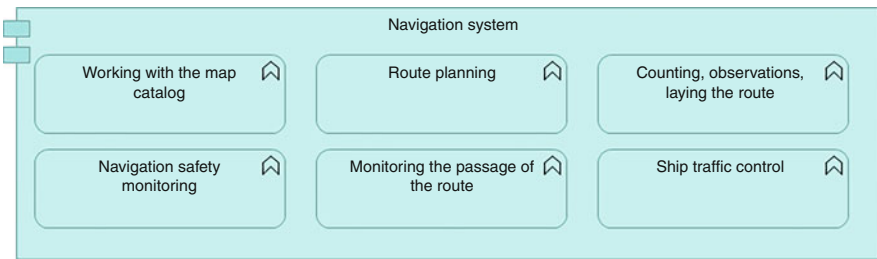 Navigation system
Working with the map
catalog
Route planning
Counting, observations,
laying the route
Navigation safety
monitoring
Monitoring the passage of
the route
Ship traffic control